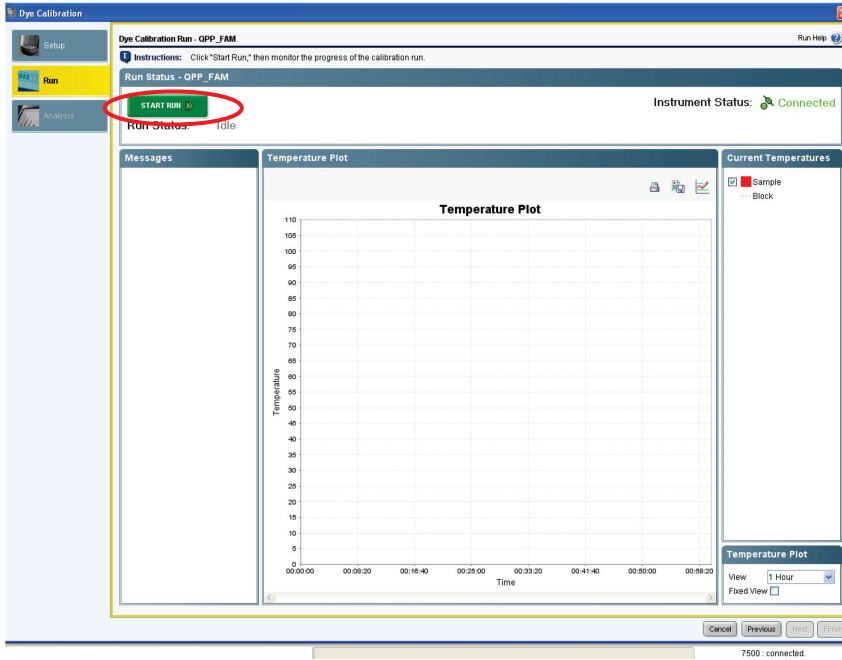 Dye Calibration
Setup
Run
Analysis
Dye Calibration Run - QPP_FAM
Run Help
Instructions: Click "Start Run," then monitor the progress of the calibration run.
Run Status - QPP_FAM
START RUN
Instrument Status: Connected
Run Status: Idle
Messages
Temperature Plot
Current Temperatures
Sample
Block
Temperature Plot
110
105
100
95
90
85
80
75
70
65
60
55
50
45
40
35
30
25
20
15
10
5
0
Temperature
00:00:00 00:08:20 00:16:40 00:25:00 00:33:20 00:41:40 00:50:00 00:58:20
Time
Temperature Plot
View 1 Hour
Fixed View
Cancel Previous Next Finish
7500 : connected.